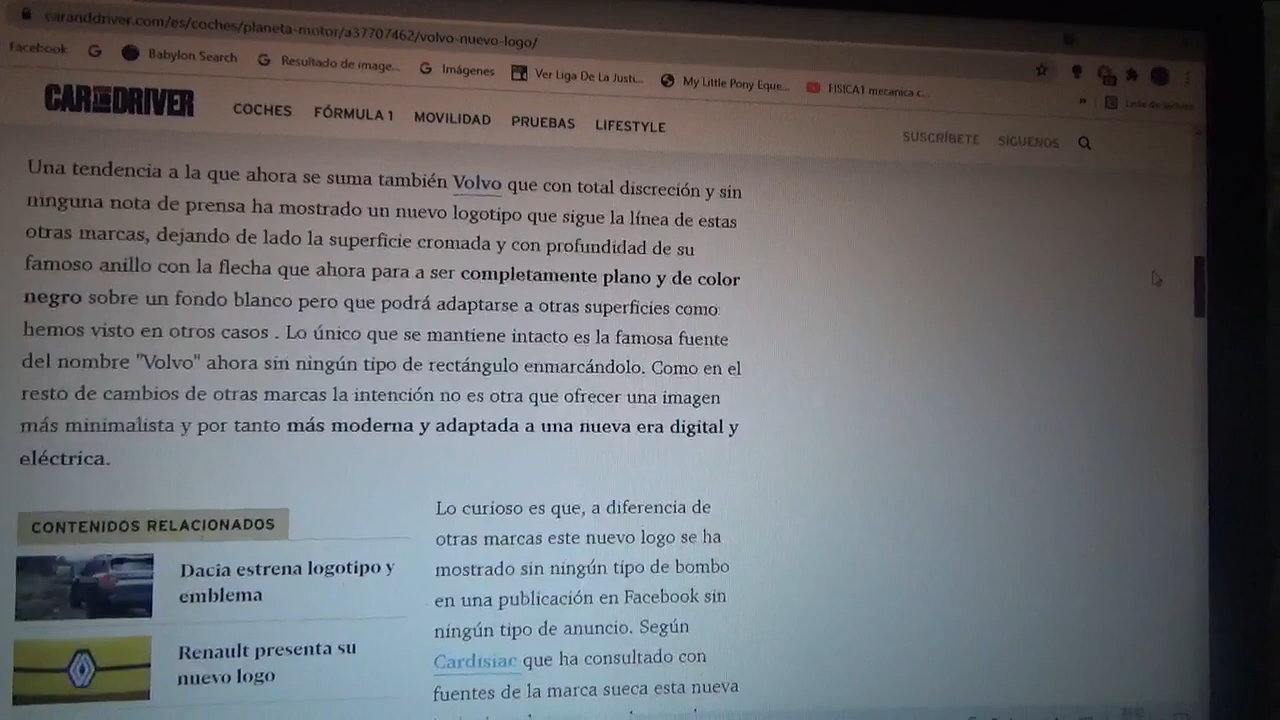 caranddriver.com/es/coches/planeta-motor/a37707462/volvo-nuevo-logo/
Facebook Babylon Search Resultado de image... Imágenes Ver Liga De La Justi... My Little Pony Eque... FISICA1 mecanica c...
CAR AND DRIVER COCHES FÓRMULA 1 MOVILIDAD PRUEBAS LIFESTYLE SUSCRÍBETE SÍGUENOS
Una tendencia a la que ahora se suma también Volvo que con total discreción y sin
ninguna nota de prensa ha mostrado un nuevo logotipo que sigue la línea de estas
otras marcas, dejando de lado la superficie cromada y con profundidad de su
famoso anillo con la flecha que ahora para a ser completamente plano y de color
negro sobre un fondo blanco pero que podrá adaptarse a otras superficies como
hemos visto en otros casos . Lo único que se mantiene intacto es la famosa fuente
del nombre "Volvo" ahora sin ningún tipo de rectángulo enmarcándolo. Como en el
resto de cambios de otras marcas la intención no es otra que ofrecer una imagen
más minimalista y por tanto más moderna y adaptada a una nueva era digital y
eléctrica.
CONTENIDOS RELACIONADOS
Dacia estrena logotipo y
emblema
Renault presenta su
nuevo logo
Lo curioso es que, a diferencia de
otras marcas este nuevo logo se ha
mostrado sin ningún tipo de bombo
en una publicación en Facebook sin
ningún tipo de anuncio. Según
Cardisiac que ha consultado con
fuentes de la marca sueca esta nueva